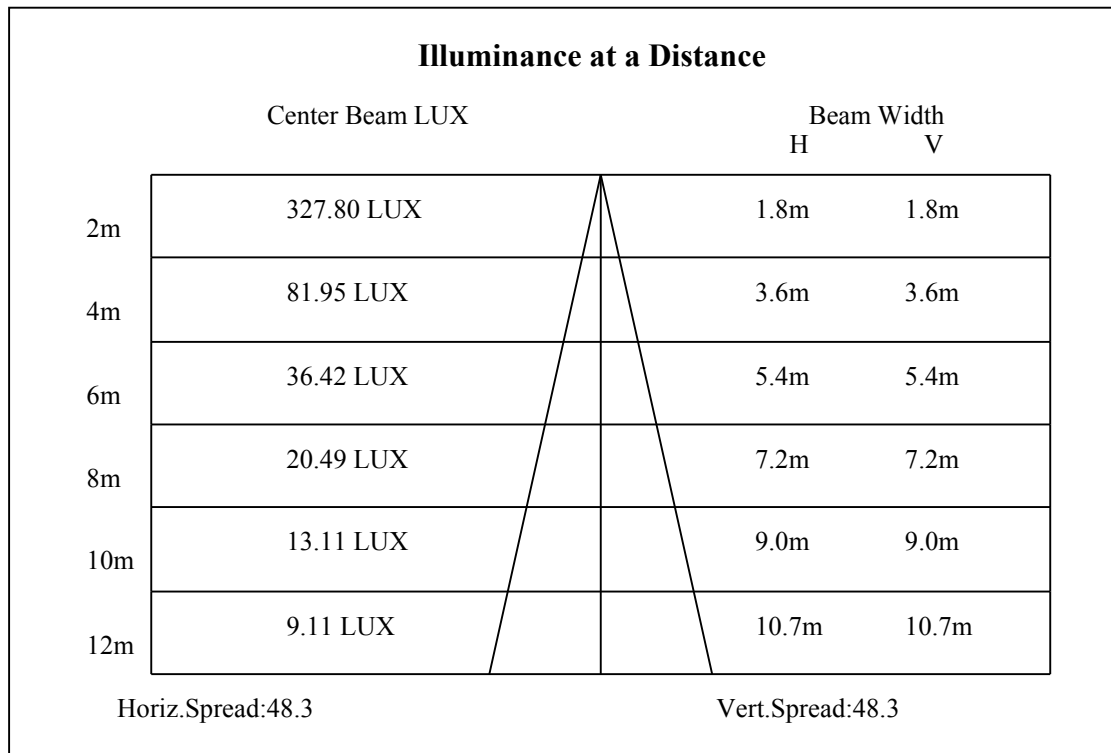 Illuminance at a Distance
Center Beam LUX Beam Width
H V
2m 327.80 LUX 1.8m 1.8m
4m 81.95 LUX 3.6m 3.6m
6m 36.42 LUX 5.4m 5.4m
8m 20.49 LUX 7.2m 7.2m
10m 13.11 LUX 9.0m 9.0m
12m 9.11 LUX 10.7m 10.7m
Horiz.Spread:48.3 Vert.Spread:48.3